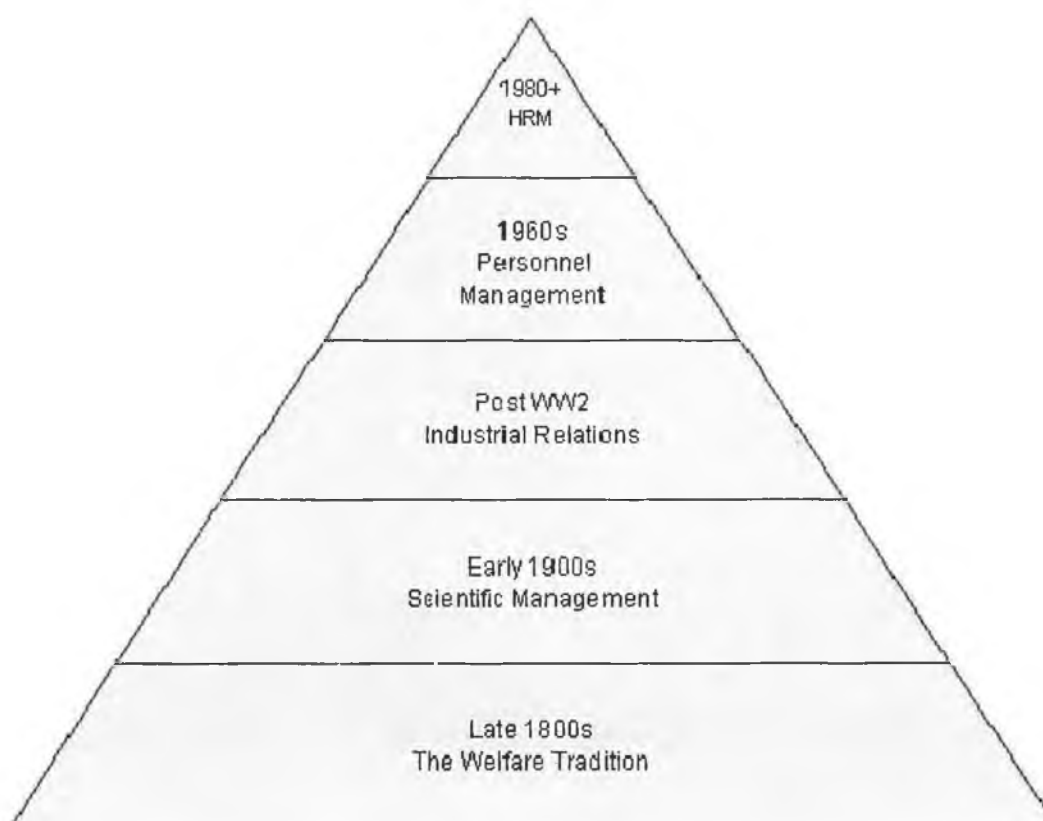 1980+
HRM
1960s
Personnel
Management
Post WW2
Industrial Relations
Early 1900s
Scientific Management
Late 1800s
The Welfare Tradition